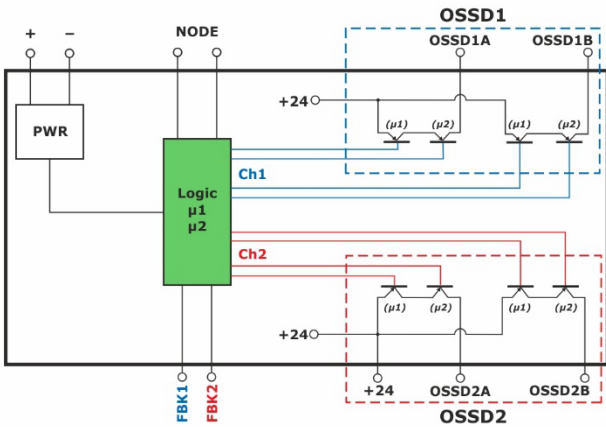 OSSD1
+ − NODE OSSD1A OSSD1B
+24
PWR (μ1) (μ2) (μ1) (μ2)
Ch1
Logic
μ1
μ2
Ch2
(μ1) (μ2) (μ1) (μ2)
+24
FBK1 FBK2 +24 OSSD2A OSSD2B
OSSD2